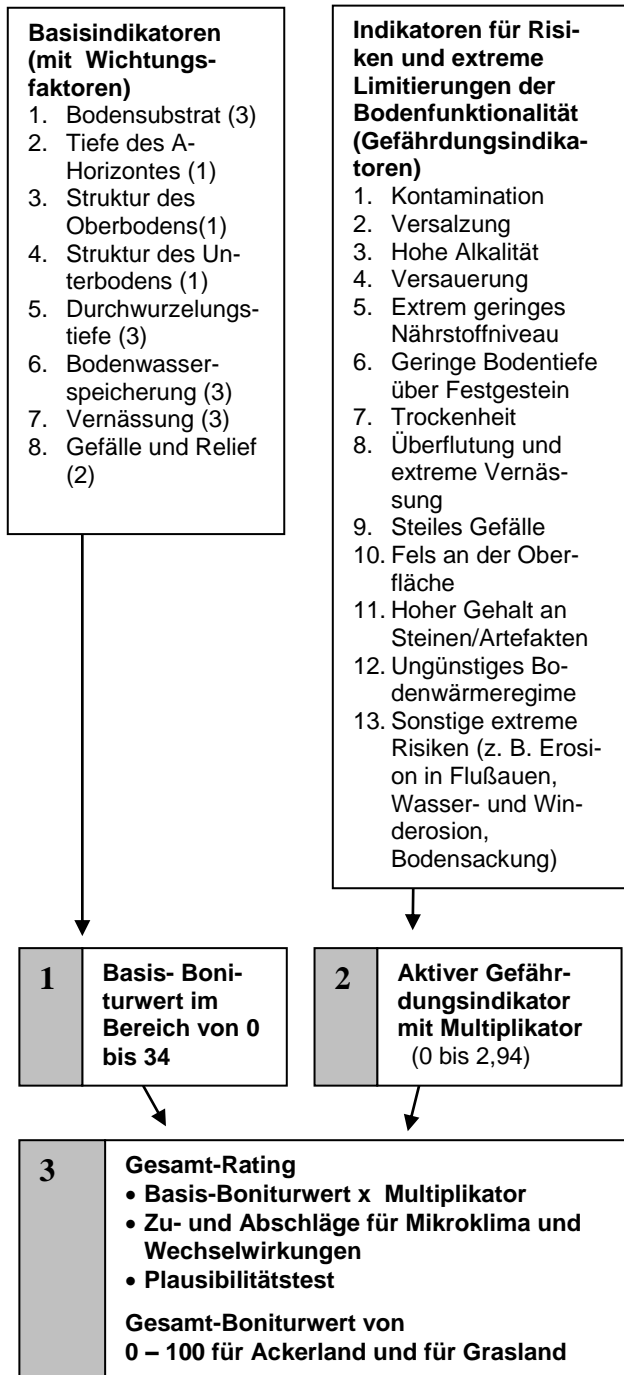 Basisindikatoren
(mit Wichtungs-
faktoren)
1. Bodensubstrat (3)
2. Tiefe des A-
Horizontes (1)
3. Struktur des
Oberbodens(1)
4. Struktur des Un-
terbodens (1)
5. Durchwurzelungs-
tiefe (3)
6. Bodenwasser-
speicherung (3)
7. Vernässung (3)
8. Gefälle und Relief
(2)
Indikatoren für Risi-
ken und extreme
Limitierungen der
Bodenfunktionalität
(Gefährdungsindika-
toren)
1. Kontamination
2. Versalzung
3. Hohe Alkalität
4. Versauerung
5. Extrem geringes
Nährstoffniveau
6. Geringe Bodentiefe
über Festgestein
7. Trockenheit
8. Überflutung und
extreme Vernäs-
sung
9. Steiles Gefälle
10. Fels an der Ober-
fläche
11. Hoher Gehalt an
Steinen/Artefakten
12. Ungünstiges Bo-
denwärmeregime
13. Sonstige extreme
Risiken (z. B. Erosi-
on in Flußauen,
Wasser- und Win-
derosion,
Bodensackung)
1
Basis- Boni-
turwert im
Bereich von 0
bis 34
2
Aktiver Gefähr-
dungsindikator
mit Multiplikator
(0 bis 2,94)
3
Gesamt-Rating
• Basis-Boniturwert x Multiplikator
• Zu- und Abschläge für Mikroklima und
Wechselwirkungen
• Plausibilitätstest
Gesamt-Boniturwert von
0 – 100 für Ackerland und für Grasland